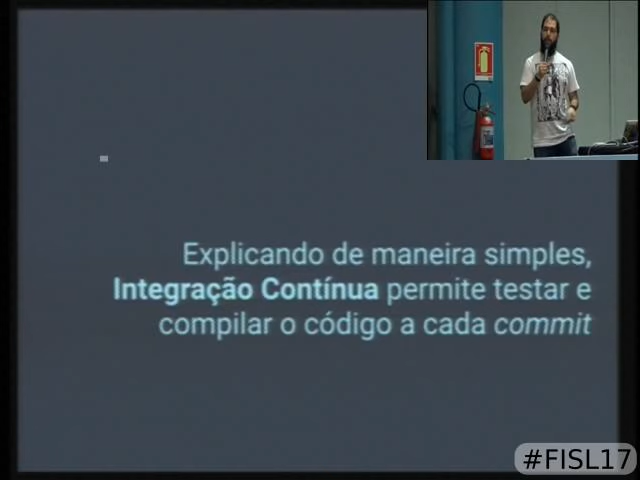 Explicando de maneira simples,
Integração Contínua permite testar e
compilar o código a cada commit
#FISL17